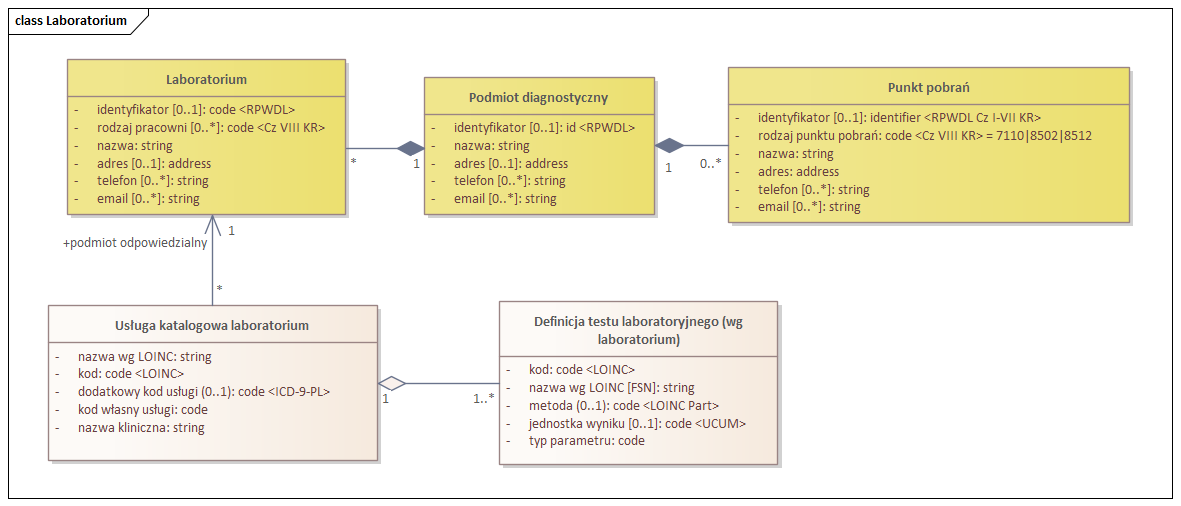 class Laboratorium
Laboratorium
- identyfikator [0..1]: code <RPWDL>
- rodzaj pracowni [0..*]: code <Cz VIII KR>
- nazwa: string
- adres [0..1]: address
- telefon [0..*]: string
- email [0..*]: string
*
1
Podmiot diagnostyczny
- identyfikator [0..1]: id <RPWDL>
- nazwa: string
- adres [0..1]: address
- telefon [0..*]: string
- email [0..*]: string
1
0..*
Punkt pobrań
- identyfikator [0..1]: identifier <RPWDL Cz I-VII KR>
- rodzaj punktu pobrań: code <Cz VIII KR> = 7110|8502|8512
- nazwa: string
- adres: address
- telefon [0..*]: string
- email [0..*]: string
1
+podmiot odpowiedzialny
*
Usługa katalogowa laboratorium
- nazwa wg LOINC: string
- kod: code <LOINC>
- dodatkowy kod usługi (0..1): code <ICD-9-PL>
- kod własny usługi: code
- nazwa kliniczna: string
1
1..*
Definicja testu laboratoryjnego (wg
laboratorium)
- kod: code <LOINC>
- nazwa wg LOINC [FSN]: string
- metoda (0..1): code <LOINC Part>
- jednostka wyniku [0..1]: code <UCUM>
- typ parametru: code